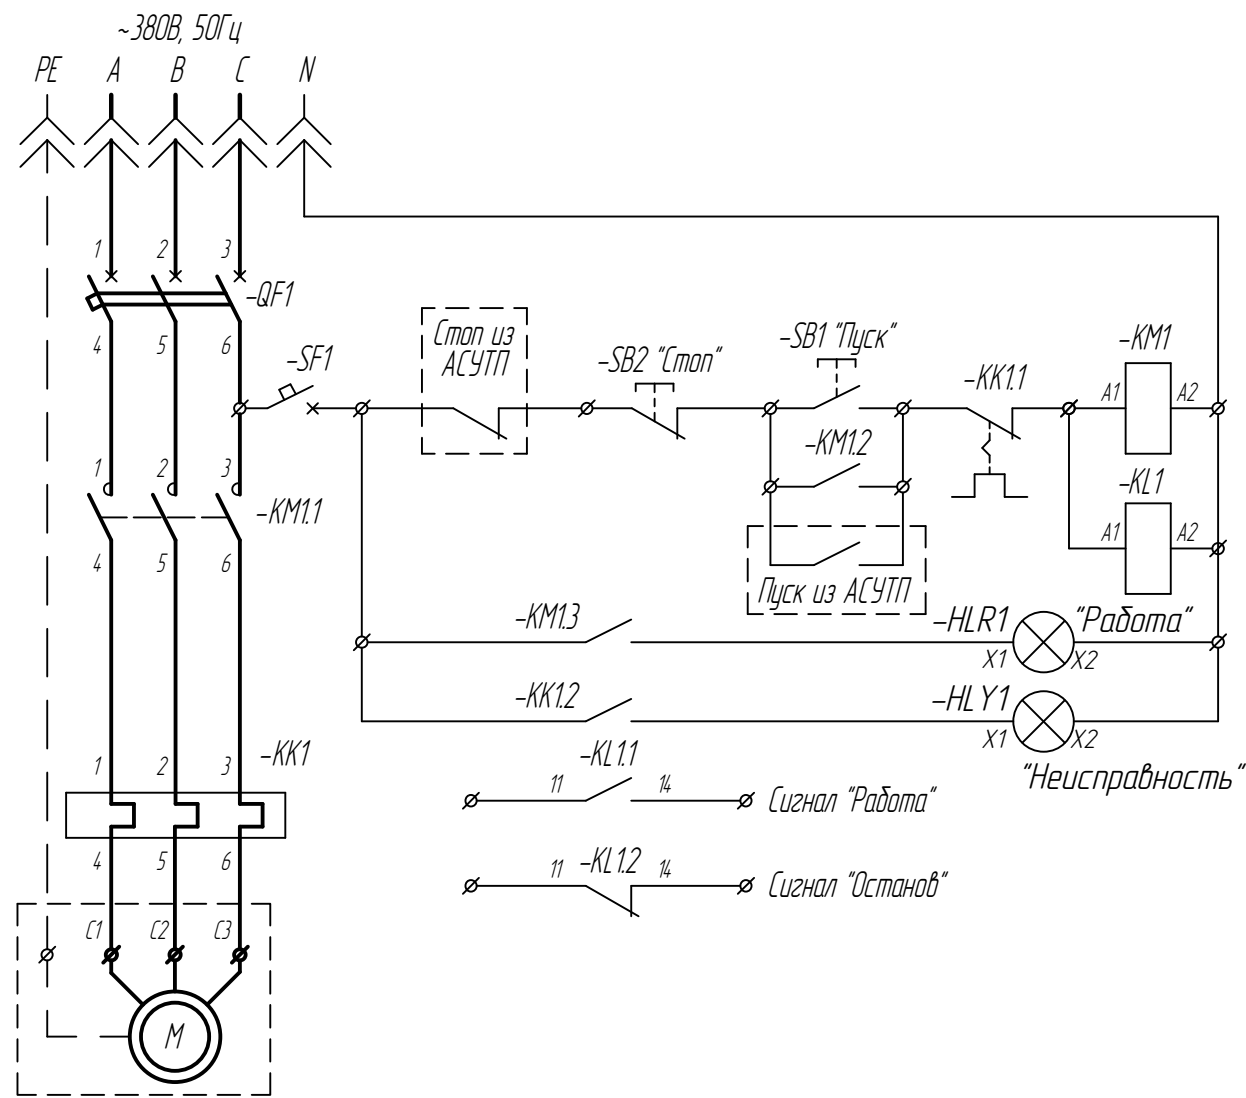 ~380В, 50Гц
PE A B C N
1 2 3
-QF1
4 5 6
-SF1
Стоп из
АСУТП
-SB2 "Стоп"
-SB1 "Пуск"
-KK1.1
-KM1
A1 A2
-KM1.2
-KL1
A1 A2
Пуск из АСУТП
1 2 3
-KM1.1
4 5 6
-KM1.3
-HLR1 "Работа"
X1 X2
-KK1.2
-HLY1
X1 X2
"Неисправность"
1 2 3
-KK1
4 5 6
-KL1.1
11 14 Сигнал "Работа"
-KL1.2
11 14 Сигнал "Останов"
C1 C2 C3
M